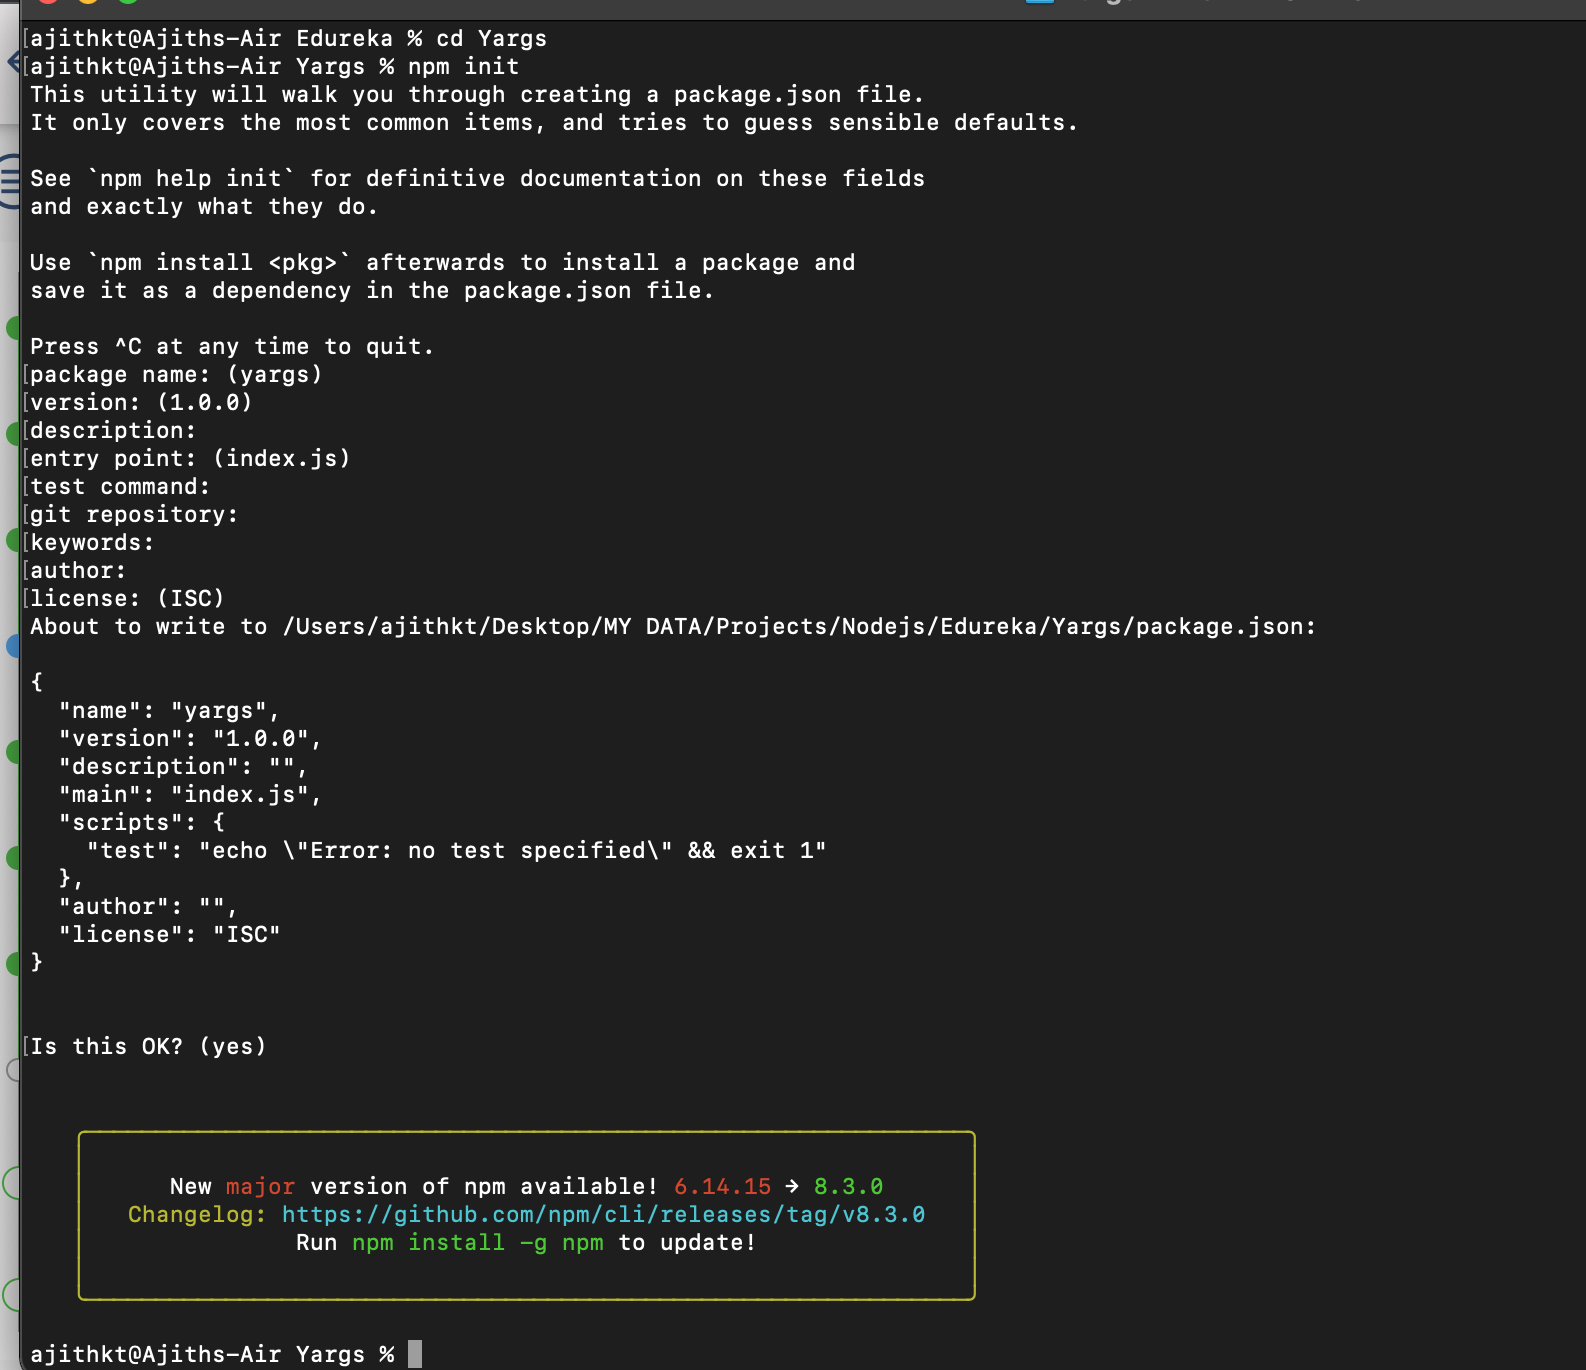 ajithkt@Ajiths-Air Edureka % cd Yargs
ajithkt@Ajiths-Air Yargs % npm init
This utility will walk you through creating a package.json file.
It only covers the most common items, and tries to guess sensible defaults.
See `npm help init` for definitive documentation on these fields
and exactly what they do.
Use `npm install <pkg>` afterwards to install a package and
save it as a dependency in the package.json file.
Press ^C at any time to quit.
package name: (yargs)
version: (1.0.0)
description:
entry point: (index.js)
test command:
git repository:
keywords:
author:
license: (ISC)
About to write to /Users/ajithkt/Desktop/MY DATA/Projects/Nodejs/Edureka/Yargs/package.json:
{
"name": "yargs",
"version": "1.0.0",
"description": "",
"main": "index.js",
"scripts": {
"test": "echo \"Error: no test specified\" && exit 1"
},
"author": "",
"license": "ISC"
}
Is this OK? (yes)
New major version of npm available! 6.14.15 → 8.3.0
Changelog: https://github.com/npm/cli/releases/tag/v8.3.0
Run npm install -g npm to update!
ajithkt@Ajiths-Air Yargs %